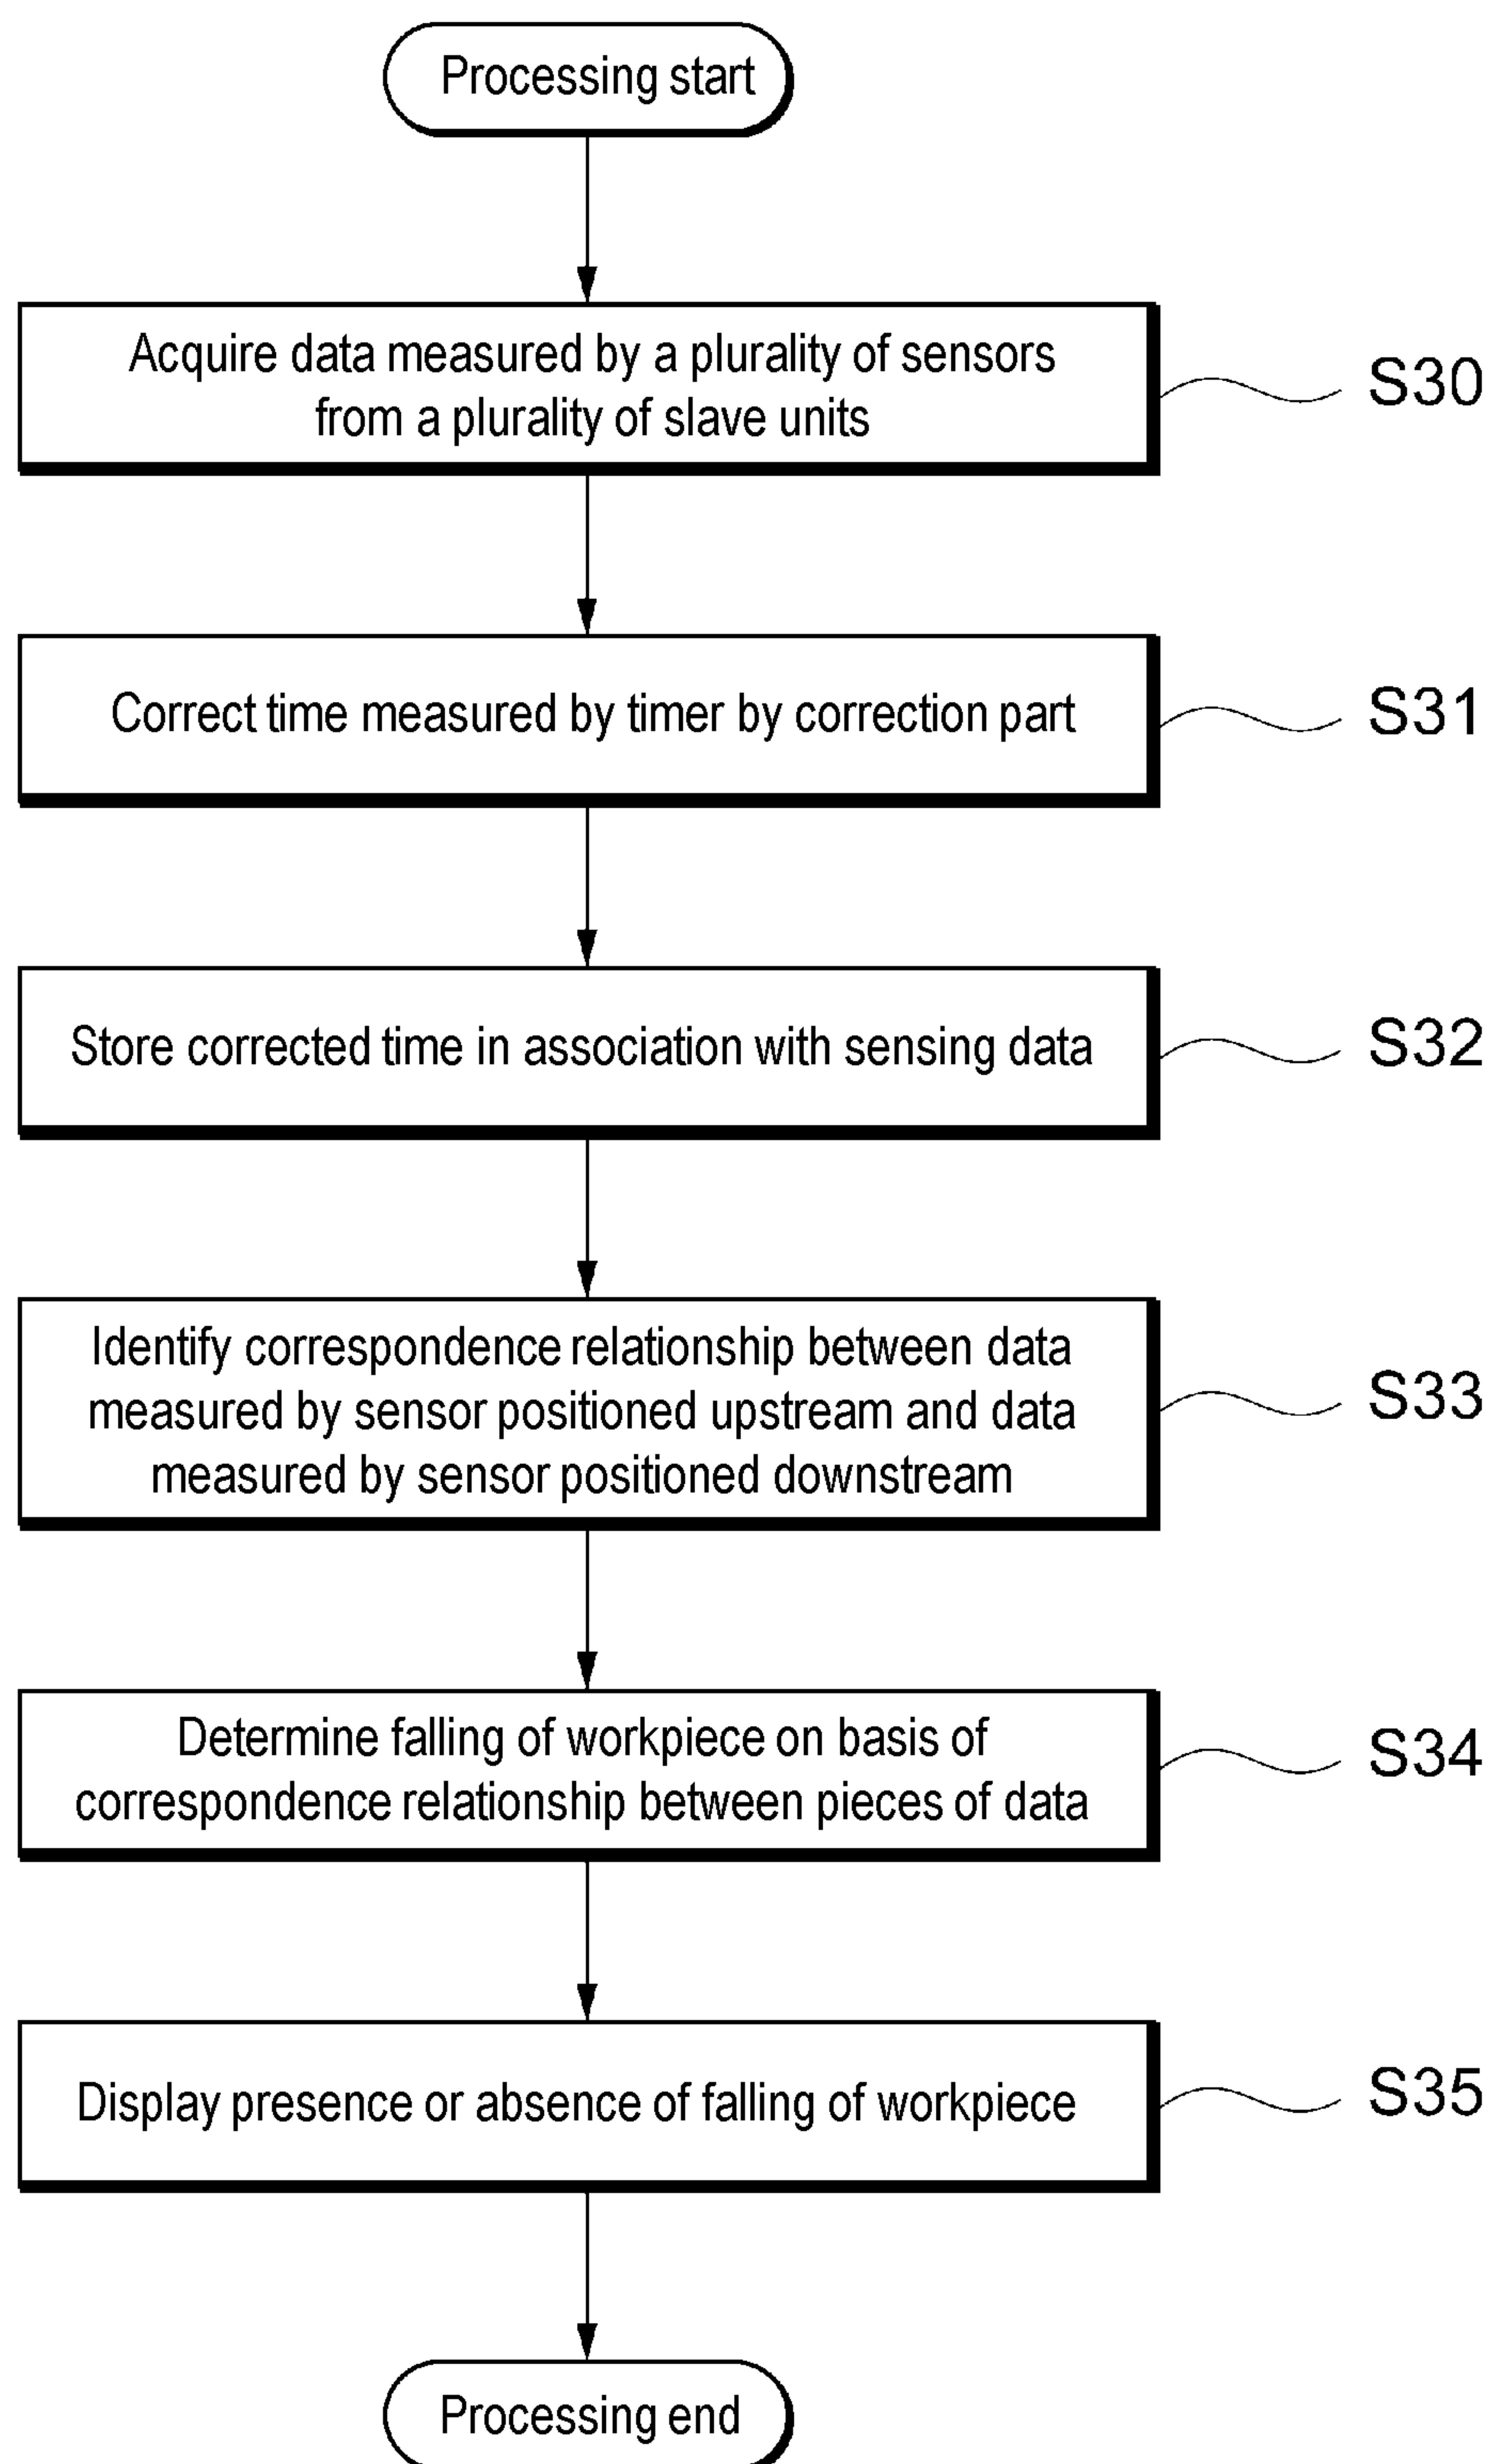 Processing start
Acquire data measured by a plurality of sensors
from a plurality of slave units
S30
Correct time measured by timer by correction part
S31
Store corrected time in association with sensing data
S32
Identify correspondence relationship between data
measured by sensor positioned upstream and data
measured by sensor positioned downstream
S33
Determine falling of workpiece on basis of
correspondence relationship between pieces of data
S34
Display presence or absence of falling of workpiece
S35
Processing end